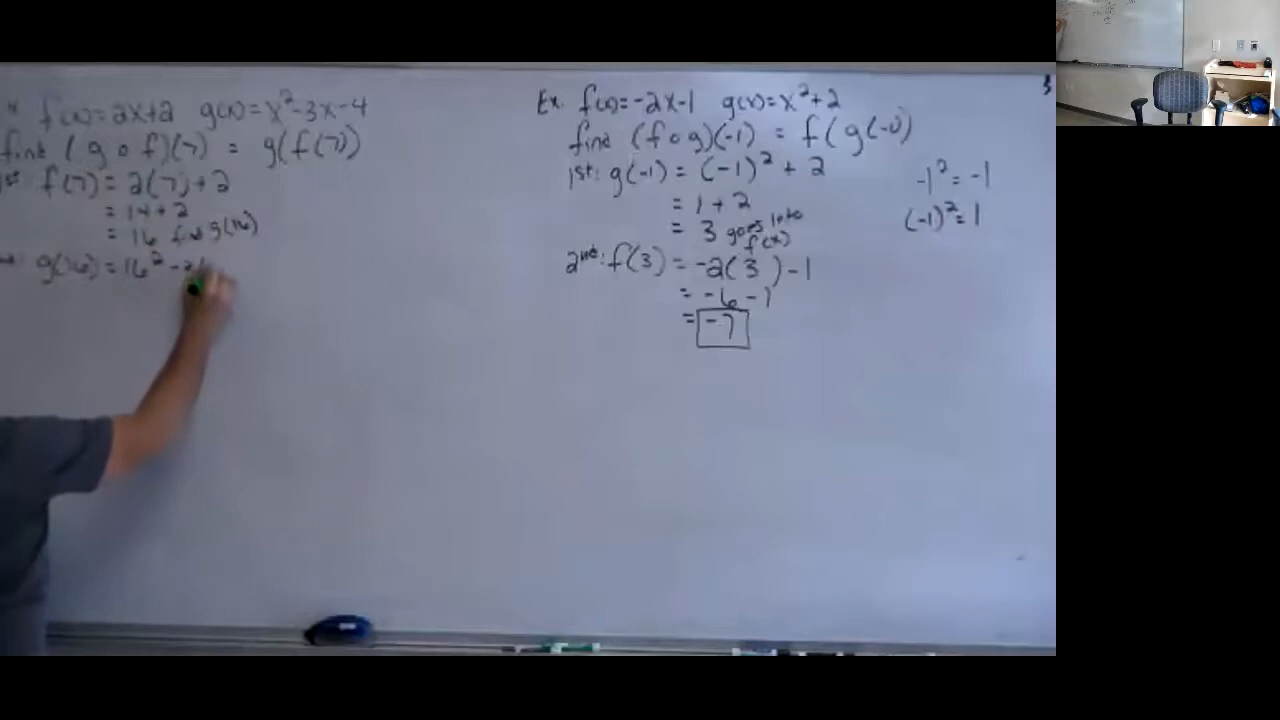 f(x)=2x+2 g(x)=x²-3x-4
find (g o f)(7) = g(f(7))
1st f(7) = 2(7)+2
= 14+2
= 16 find g(16)
g(16) = 16² -3(
Ex. f(x)=-2x-1 g(x)=x²+2
find (f o g)(-1) = f(g(-1))
1st: g(-1) = (-1)² + 2
= 1+2
= 3 goes into f(x)
2nd: f(3) = -2(3)-1
= -6-1
= -7
-1² = -1
(-1)² = 1